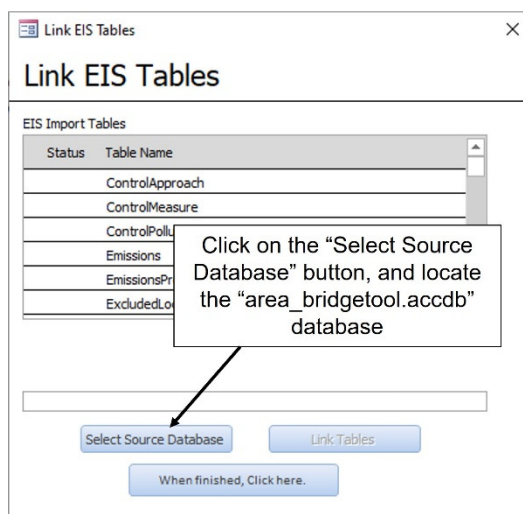 Link EIS Tables
Link EIS Tables
EIS Import Tables
Status Table Name
ControlApproach
ControlMeasure
ControlPollu
Emissions
EmissionsPr
ExcludedLo
Click on the “Select Source
Database” button, and locate
the “area_bridgetool.accdb”
database
Select Source Database
Link Tables
When finished, Click here.